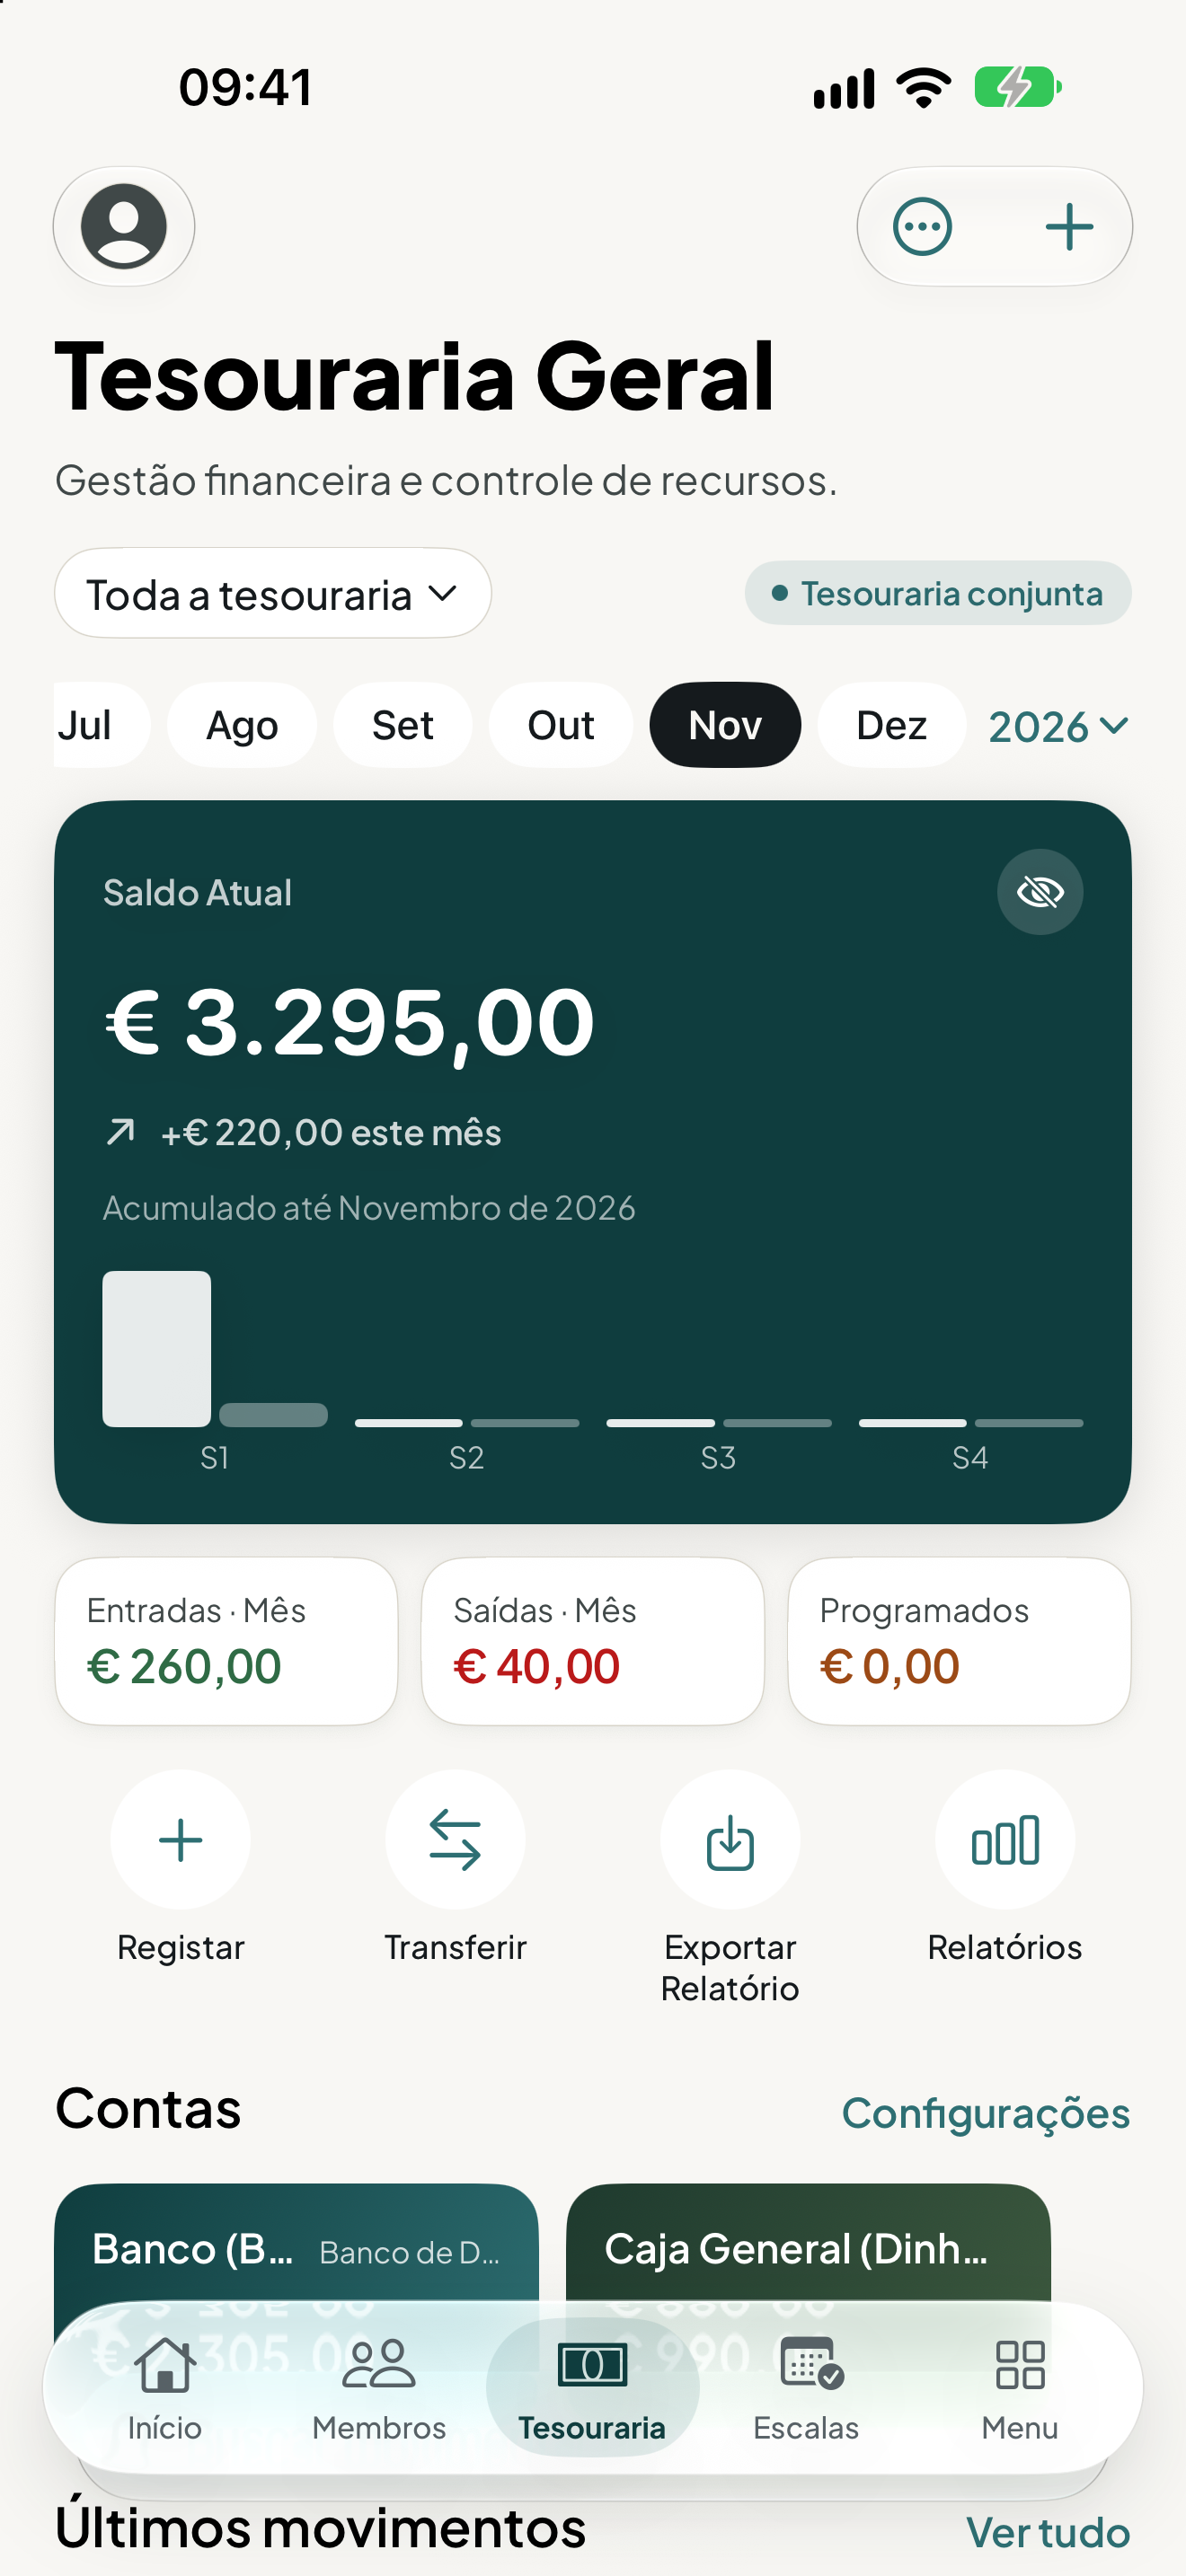 09:41
Tesouraria Geral
Gestão financeira e controle de recursos.
Toda a tesouraria
Tesouraria conjunta
Jul Ago Set Out Nov Dez 2026
Saldo Atual
€ 3.295,00
+€ 220,00 este mês
Acumulado até Novembro de 2026
S1 S2 S3 S4
Entradas · Mês
€ 260,00
Saídas · Mês
€ 40,00
Programados
€ 0,00
Registar
Transferir
Exportar
Relatório
Relatórios
Contas
Configurações
Banco (B... Banco de D...
Caja General (Dinh...
Início
Membros
Tesouraria
Escalas
Menu
Últimos movimentos
Ver tudo